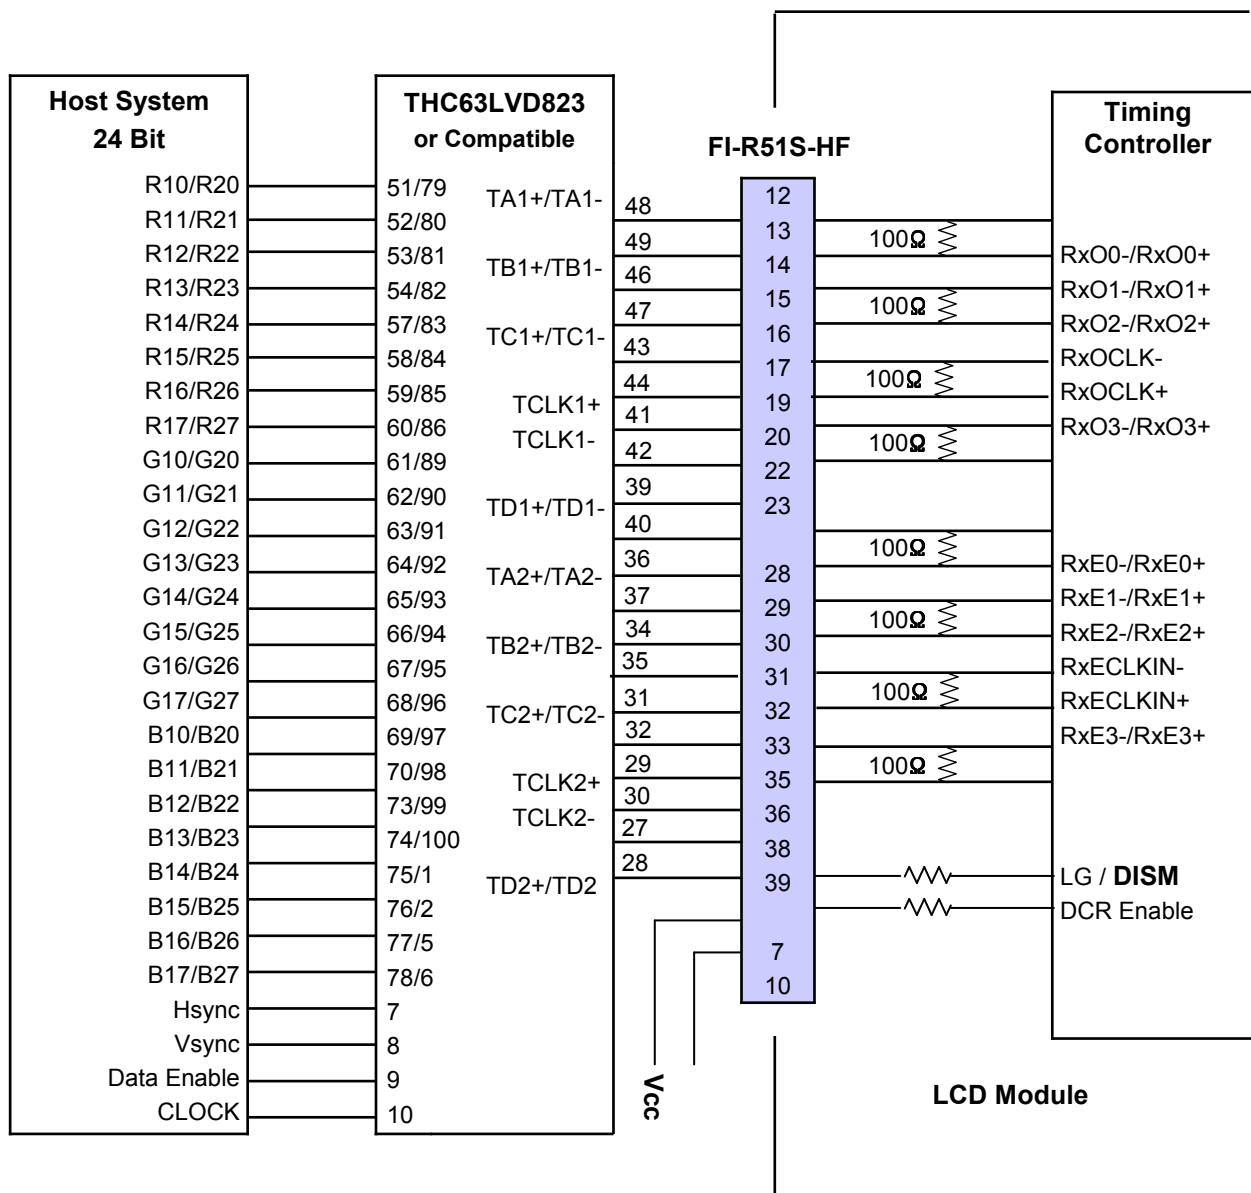 Host System
24 Bit
R10/R20
R11/R21
R12/R22
R13/R23
R14/R24
R15/R25
R16/R26
R17/R27
G10/G20
G11/G21
G12/G22
G13/G23
G14/G24
G15/G25
G16/G26
G17/G27
B10/B20
B11/B21
B12/B22
B13/B23
B14/B24
B15/B25
B16/B26
B17/B27
Hsync
Vsync
Data Enable
CLOCK
THC63LVD823
or Compatible
51/79
52/80
53/81
54/82
57/83
58/84
59/85
60/86
61/89
62/90
63/91
64/92
65/93
66/94
67/95
68/96
69/97
70/98
73/99
74/100
75/1
76/2
77/5
78/6
7
8
9
10
TA1+/TA1-
TB1+/TB1-
TC1+/TC1-
TCLK1+
TCLK1-
TD1+/TD1-
TA2+/TA2-
TB2+/TB2-
TC2+/TC2-
TCLK2+
TCLK2-
TD2+/TD2
48
49
46
47
43
44
41
42
39
40
36
37
34
35
31
32
29
30
27
28
Vcc
FI-R51S-HF
12
13
14
15
16
17
19
20
22
23
28
29
30
31
32
33
35
36
38
39
7
10
100Ω
100Ω
100Ω
100Ω
100Ω
100Ω
100Ω
100Ω
Timing
Controller
RxO0-/RxO0+
RxO1-/RxO1+
RxO2-/RxO2+
RxOCLK-
RxOCLK+
RxO3-/RxO3+
RxE0-/RxE0+
RxE1-/RxE1+
RxE2-/RxE2+
RxECLKIN-
RxECLKIN+
RxE3-/RxE3+
LG / DISM
DCR Enable
LCD Module